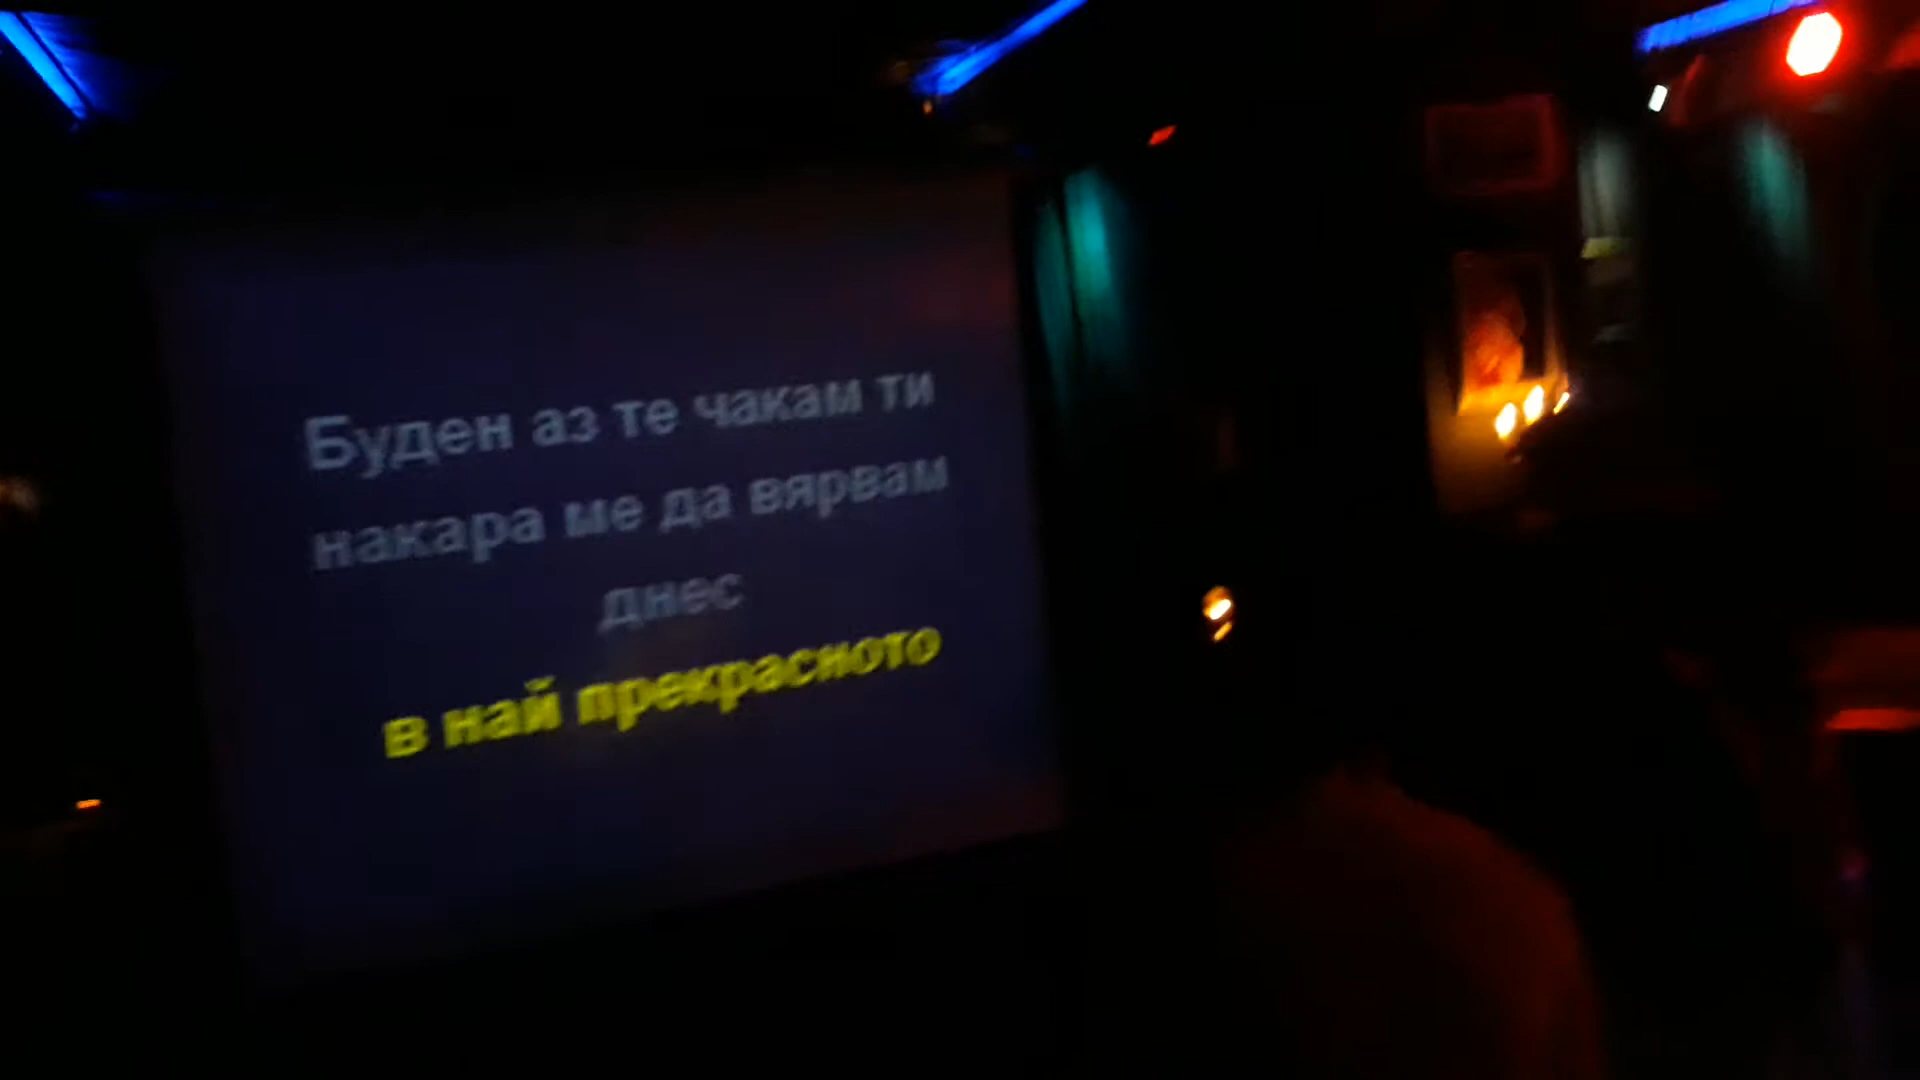 Буден аз те чакам ти
накара ме да вярвам
днес
в най прекрасното